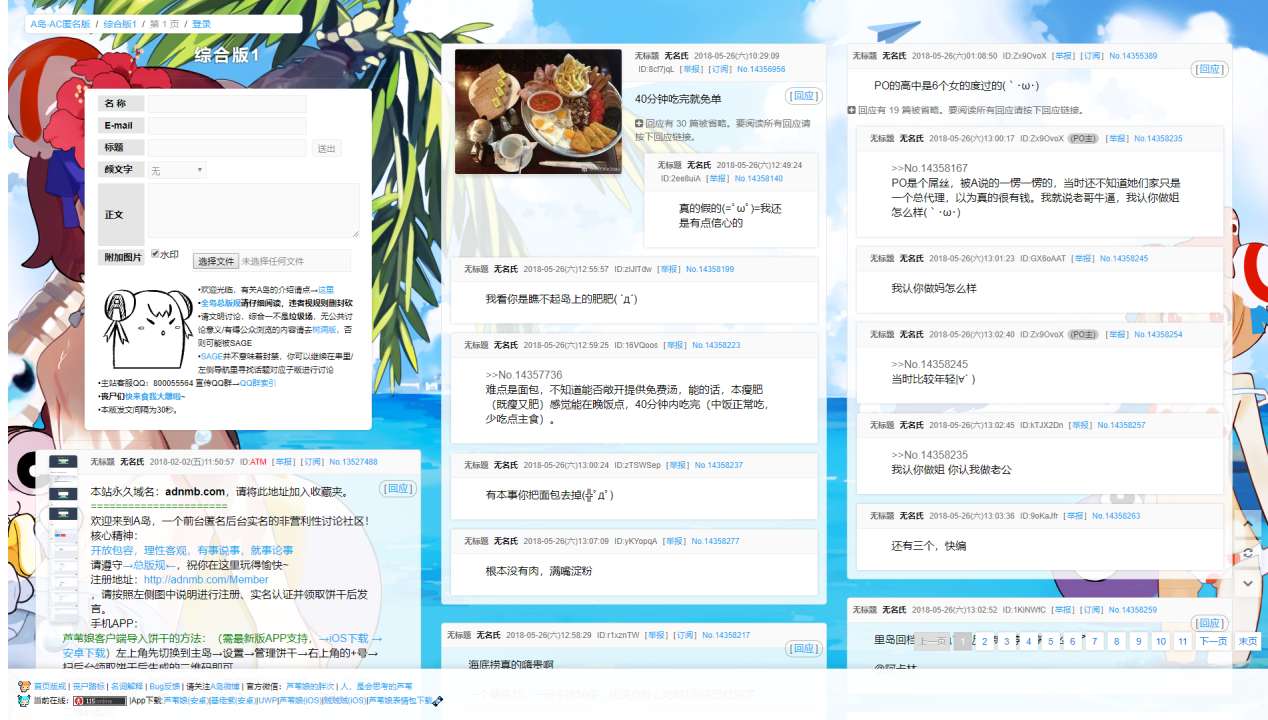 A岛-AC匿名版 / 综合版1 / 第 1 页 / 登录
综合版1
名 称
E-mail
标题
送出
颜文字
无
正文
附加图片
水印
选择文件 未选择任何文件
•欢迎光临，有关A岛的介绍请点→这里
•全岛总版规请仔细阅读，违者视规则删封砍
•请文明讨论，综合一不是垃圾场，无公共讨
论意义/有得公众浏览的内容请去树洞版，否
则可能被SAGE
•SAGE并不意味着封禁，你可以继续在串里/
左侧导航里寻找话题对应子版进行讨论
•主站客服QQ：800055564 宣传QQ群→QQ群索引
•丧尸们快来食我大雕啦~
•本版发文间隔为30秒。
无标题 无名氏 2018-02-02(五)11:50:57 ID:ATM [举报] [订阅] No.13527488
[回应]
本站永久域名：adnmb.com，请将此地址加入收藏夹。
=====================
欢迎来到A岛，一个前台匿名后台实名的非营利性讨论社区！
核心精神：
开放包容，理性客观，有事说事，就事论事
请遵守→总版规←，祝你在这里玩得愉快~
注册地址：http://adnmb.com/Member
，请按照左侧图中说明进行注册、实名认证并领取饼干后发
言。
手机APP：
芦苇娘客户端导入饼干的方法：（需最新版APP支持，→iOS下载 →
安卓下载）左上角先切换到主岛→设置→管理饼干→右上角的+号→
扫后台领取饼干后生成的二维码即可
无标题 无名氏 2018-05-26(六)10:29:09
ID:8cf7jqL [举报] [订阅] No.14356956
[回应]
40分钟吃完就免单
回应有 30 篇被省略。要阅读所有回应请
按下回应链接。
无标题 无名氏 2018-05-26(六)12:49:24
ID:2ee8uiA [举报] No.14358140
真的假的(=ﾟωﾟ)=我还
是有点信心的
无标题 无名氏 2018-05-26(六)12:55:57 ID:ziJlTdw [举报] No.14358199
我看你是瞧不起岛上的肥肥( ´д`)
无标题 无名氏 2018-05-26(六)12:59:25 ID:16VQoos [举报] No.14358223
>>No.14357736
难点是面包，不知道能否敞开提供免费汤，能的话，本瘦肥
（既瘦又肥）感觉能在晚饭点，40分钟内吃完（中饭正常吃，
少吃点主食）。
无标题 无名氏 2018-05-26(六)13:00:24 ID:zTSWSep [举报] No.14358237
有本事你把面包去掉(╬ﾟдﾟ)
无标题 无名氏 2018-05-26(六)13:07:09 ID:yKYopqA [举报] No.14358277
根本没有肉，满嘴淀粉
无标题 无名氏 2018-05-26(六)12:58:29 ID:r1xznTW [举报] [订阅] No.14358217
[回应]
海底捞真的嗨贵啊
无标题 无名氏 2018-05-26(六)01:08:50 ID:Zx9OvoX [举报] [订阅] No.14355389
[回应]
PO的高中是6个女的度过的(｀･ω･)
回应有 19 篇被省略。要阅读所有回应请按下回应链接。
无标题 无名氏 2018-05-26(六)13:00:17 ID:Zx9OvoX (PO主) [举报] No.14358235
>>No.14358167
PO是个屌丝，被A说的一愣一愣的，当时还不知道她们家只是
一个总代理，以为真的很有钱。我就说老哥牛逼，我认你做姐
怎么样(｀･ω･)
无标题 无名氏 2018-05-26(六)13:01:23 ID:GX6oAAT [举报] No.14358245
我认你做妈怎么样
无标题 无名氏 2018-05-26(六)13:02:40 ID:Zx9OvoX (PO主) [举报] No.14358254
>>No.14358245
当时比较年轻|∀` )
无标题 无名氏 2018-05-26(六)13:02:45 ID:kTJX2Dn [举报] No.14358257
>>No.14358235
我认你做姐 你认我做老公
无标题 无名氏 2018-05-26(六)13:03:36 ID:9oKaJfr [举报] No.14358263
还有三个，快编
无标题 无名氏 2018-05-26(六)13:02:52 ID:1KiNWfC [举报] [订阅] No.14358259
[回应]
里岛回档
上一页 1 2 3 4 5 6 7 8 9 10 11 下一页 末页
@阿卡林
首页版规 | 丧尸路标 | 名词解释 | Bug反馈 | 请关注A岛微博 | 官方微信：芦苇娘的胖次 | 人，是会思考的芦苇
当前在线： |App下载:芦苇娘(安卓)|基佬紫(安卓)|UWP|芦苇娘(iOS)|贼贼贼(iOS)|芦苇娘表情包下载